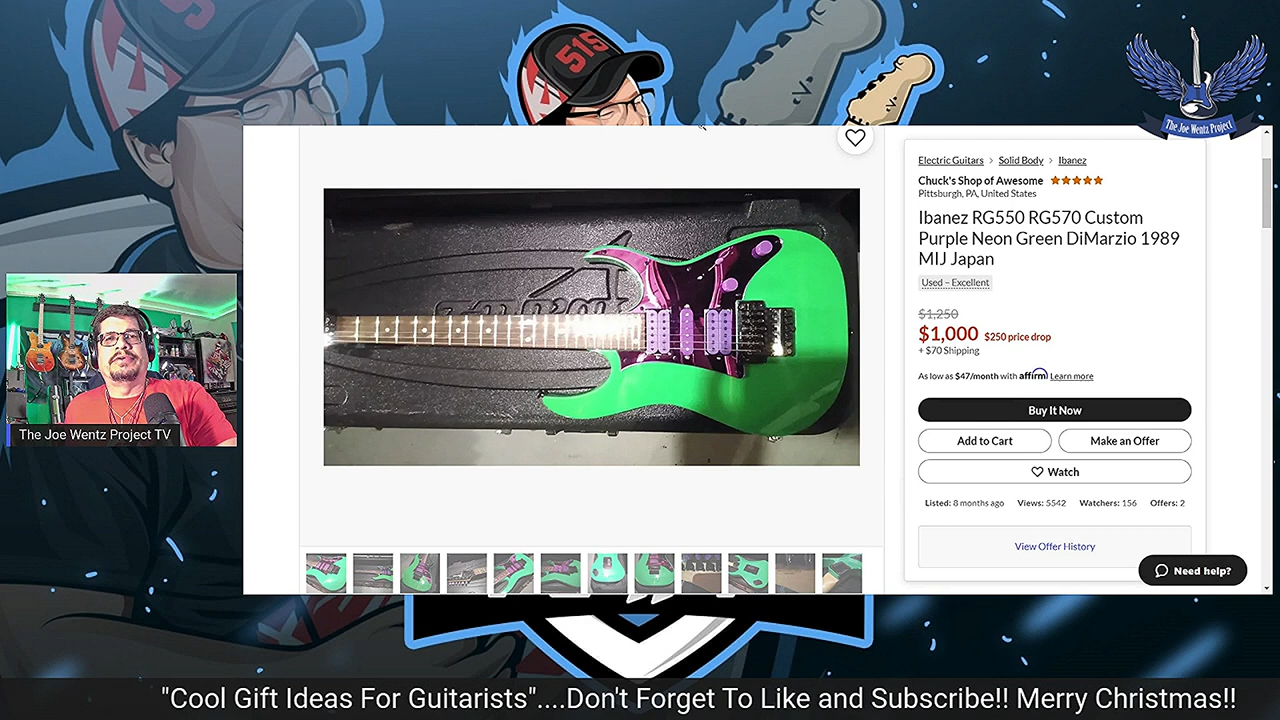 515
The Joe Wentz Project
Electric Guitars > Solid Body > Ibanez
Chuck's Shop of Awesome ★★★★★
Pittsburgh, PA, United States
Ibanez RG550 RG570 Custom
Purple Neon Green DiMarzio 1989
MIJ Japan
Used – Excellent
$1,250
$1,000 $250 price drop
+ $70 Shipping
As low as $47/month with affirm Learn more
Buy It Now
Add to Cart
Make an Offer
Watch
Listed: 8 months ago Views: 5542 Watchers: 156 Offers: 2
View Offer History
Need help?
The Joe Wentz Project TV
"Cool Gift Ideas For Guitarists"....Don't Forget To Like and Subscribe!! Merry Christmas!!